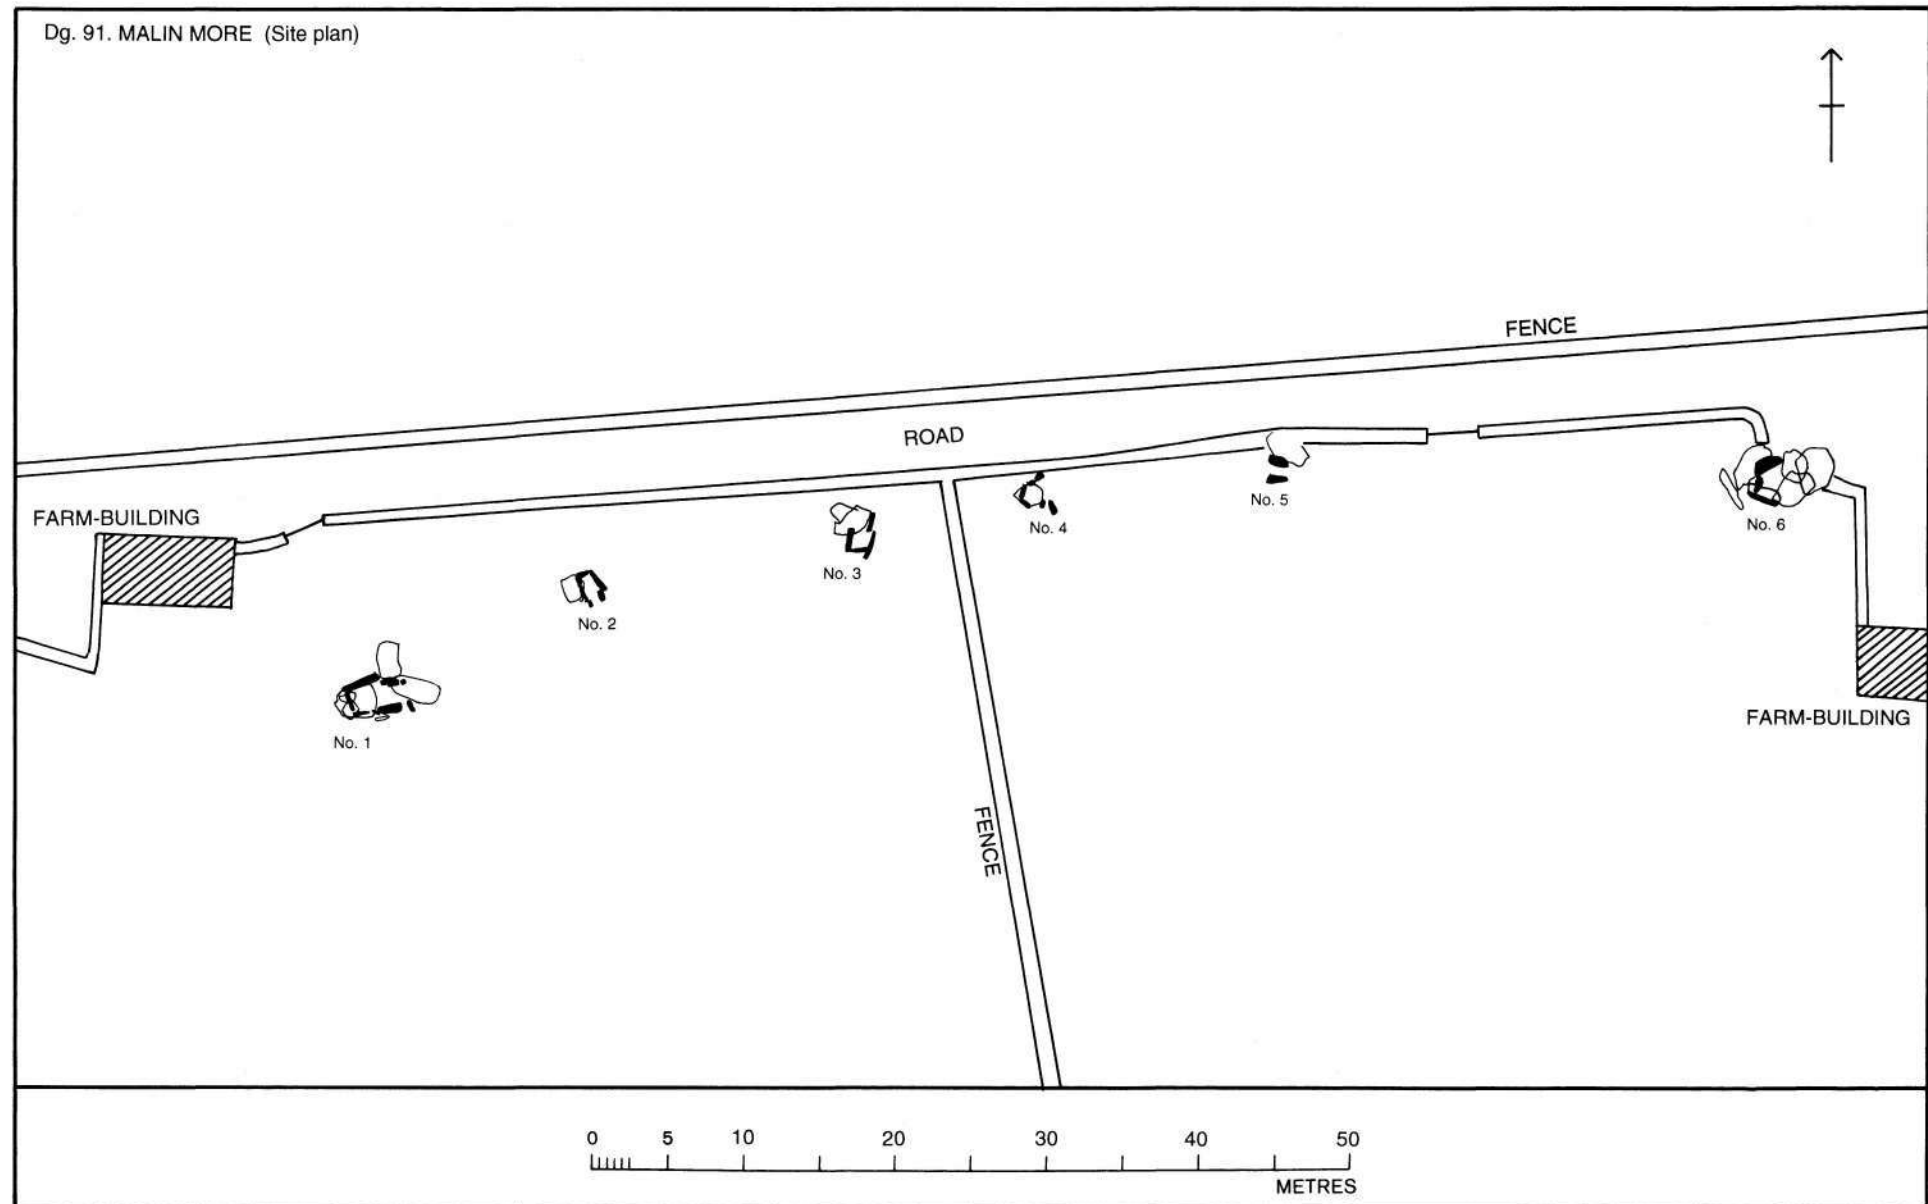 Dg. 91. MALIN MORE (Site plan)
FENCE
ROAD
FARM-BUILDING
No. 5
No. 6
No. 4
No. 3
No. 2
No. 1
FARM-BUILDING
FENCE
0 5 10 20 30 40 50
METRES